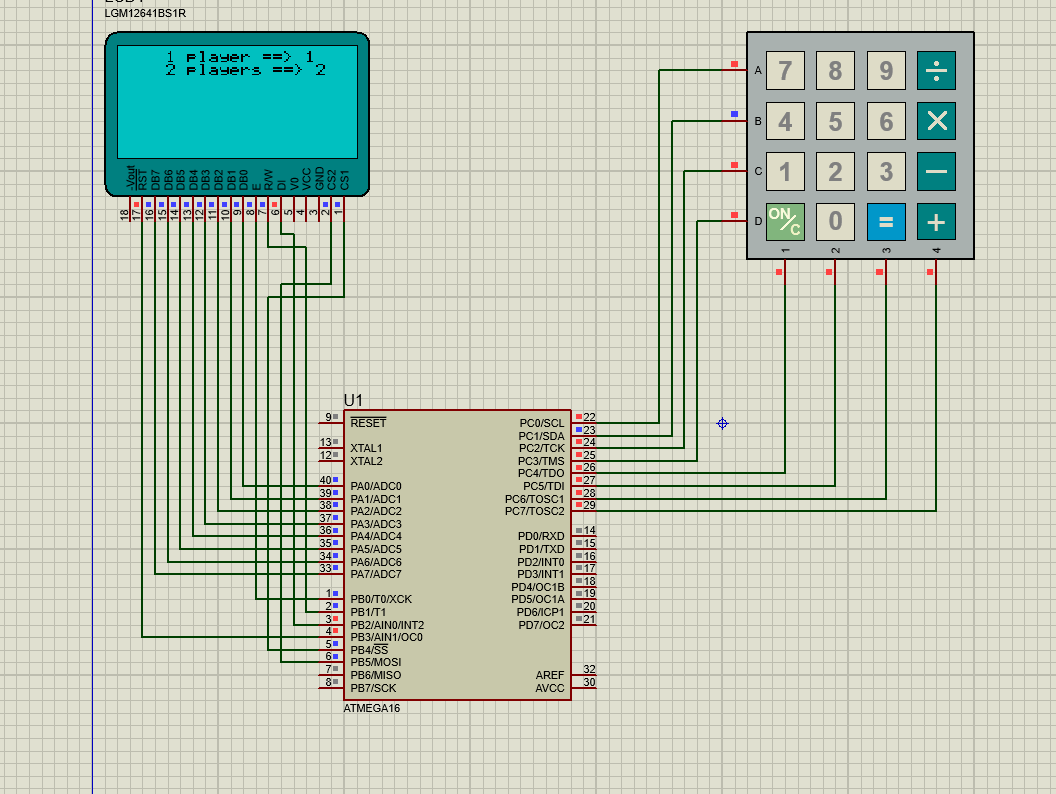 LGM12641BS1R
1 player ==> 1
2 players ==> 2
-Vout
RST
DB7
DB6
DB5
DB4
DB3
DB2
DB1
DB0
E
R/W
DI
V0
VCC
GND
CS2
CS1
18
17
16
15
14
13
12
11
10
9
8
7
6
5
4
3
2
1
A 7 8 9 ÷
B 4 5 6 ×
C 1 2 3 −
D ON/C 0 = +
1 2 3 4
U1
9 RESET
13 XTAL1
12 XTAL2
40 PA0/ADC0
39 PA1/ADC1
38 PA2/ADC2
37 PA3/ADC3
36 PA4/ADC4
35 PA5/ADC5
34 PA6/ADC6
33 PA7/ADC7
1 PB0/T0/XCK
2 PB1/T1
3 PB2/AIN0/INT2
4 PB3/AIN1/OC0
5 PB4/SS
6 PB5/MOSI
7 PB6/MISO
8 PB7/SCK
PC0/SCL 22
PC1/SDA 23
PC2/TCK 24
PC3/TMS 25
PC4/TDO 26
PC5/TDI 27
PC6/TOSC1 28
PC7/TOSC2 29
PD0/RXD 14
PD1/TXD 15
PD2/INT0 16
PD3/INT1 17
PD4/OC1B 18
PD5/OC1A 19
PD6/ICP1 20
PD7/OC2 21
AREF 32
AVCC 30
ATMEGA16